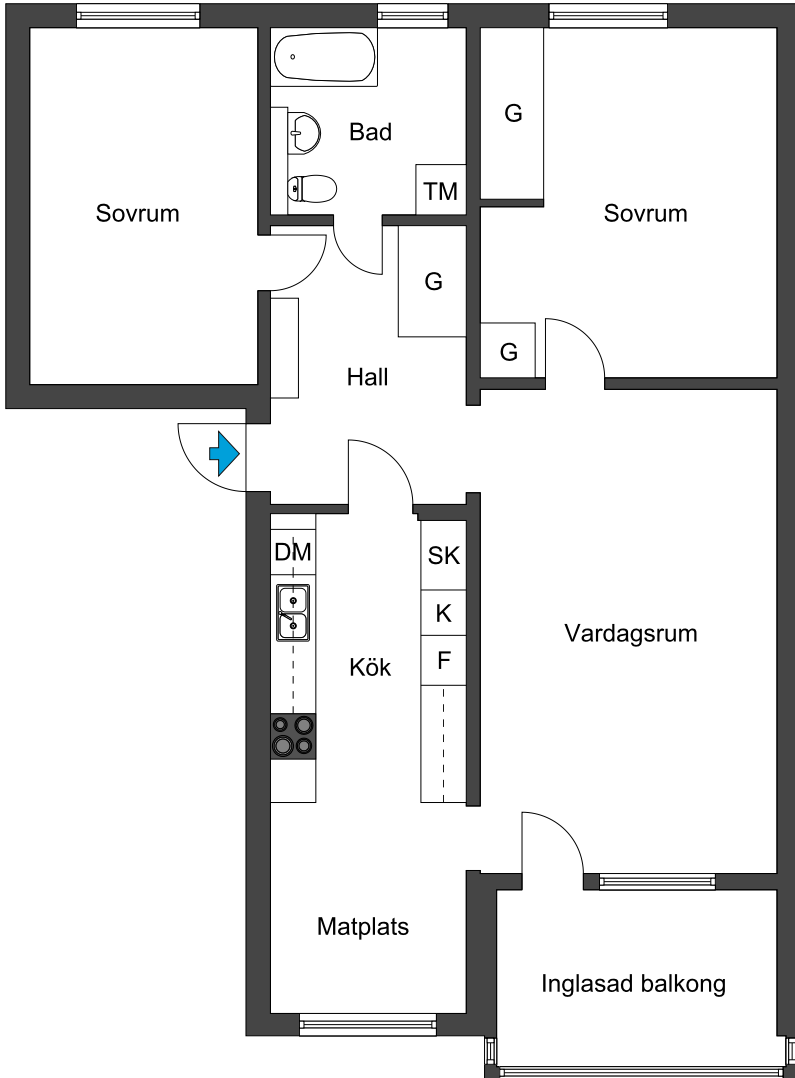 Bad
G
TM
Sovrum
Sovrum
G
G
Hall
DM
SK
K
F
Kök
Vardagsrum
Matplats
Inglasad balkong